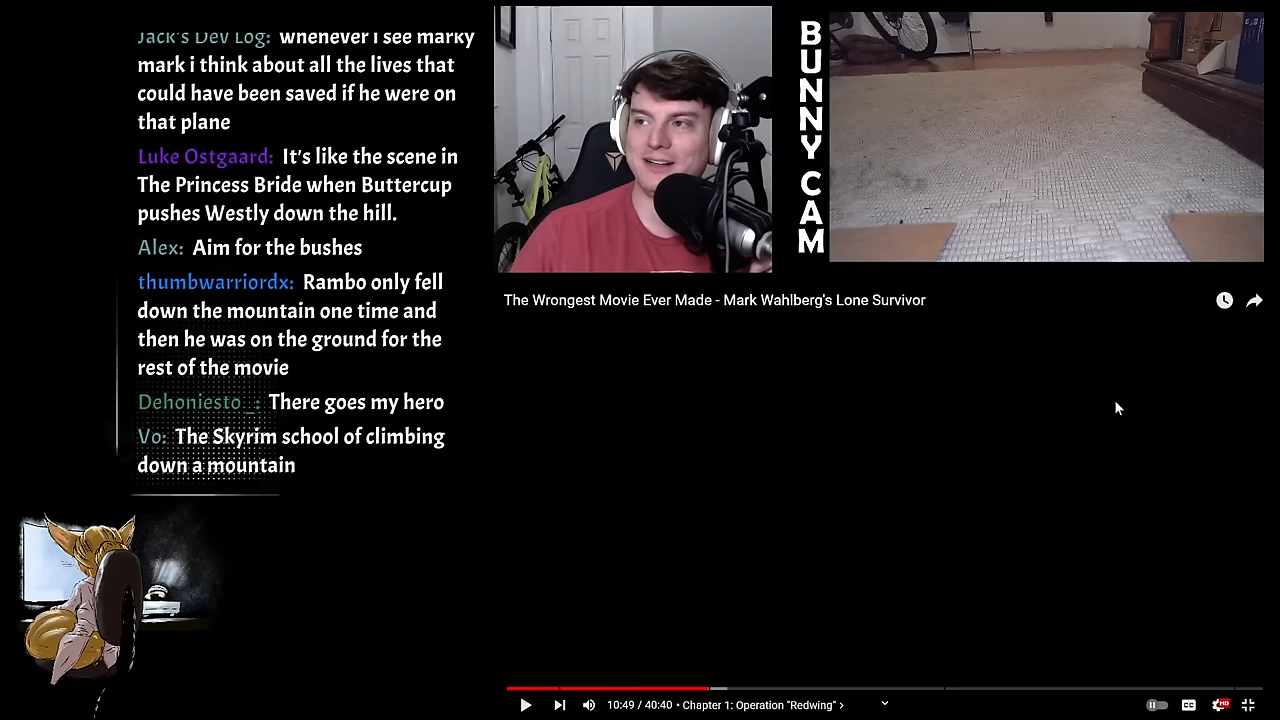 Jack's Dev Log: whenever i see marky
mark i think about all the lives that
could have been saved if he were on
that plane
Luke Ostgaard: It's like the scene in
The Princess Bride when Buttercup
pushes Westly down the hill.
Alex: Aim for the bushes
thumbwarriordx: Rambo only fell
down the mountain one time and
then he was on the ground for the
rest of the movie
Dehoniesto_: There goes my hero
Vo: The Skyrim school of climbing
down a mountain
BUNNY CAM
The Wrongest Movie Ever Made - Mark Wahlberg's Lone Survivor
10:49 / 40:40 • Chapter 1: Operation "Redwing" ›
CC
HD